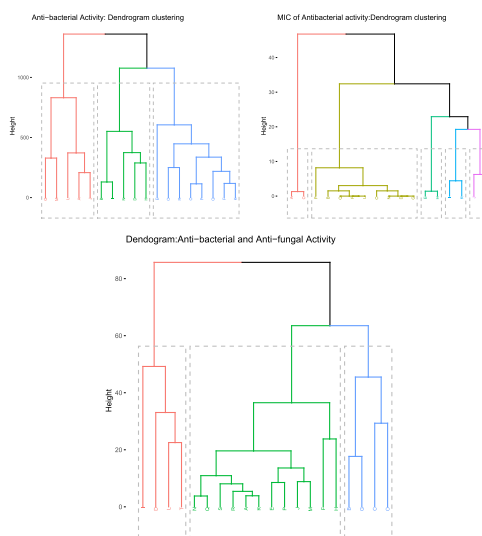 Anti−bacterial Activity: Dendrogram clustering
MIC of Antibacterial activity:Dendrogram clustering
Height
1000
500
0
Height
40
30
20
10
0
Dendogram:Anti-bacterial and Anti-fungal Activity
Height
80
60
40
20
0